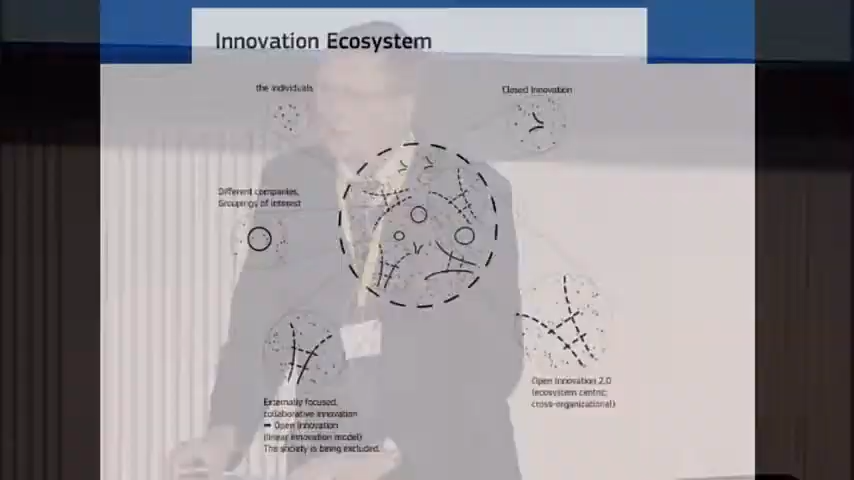 Innovation Ecosystem
the individuals
Closed Innovation
Different companies,
Groupings of interest
Externally focused,
collaborative innovation
➡ Open Innovation
(linear innovation model)
The society is being excluded.
Open Innovation 2.0
(ecosystem centric,
cross-organizational)